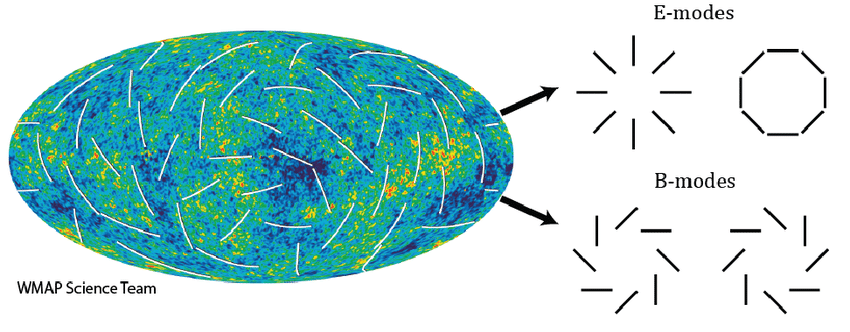 E-modes
B-modes
WMAP Science Team